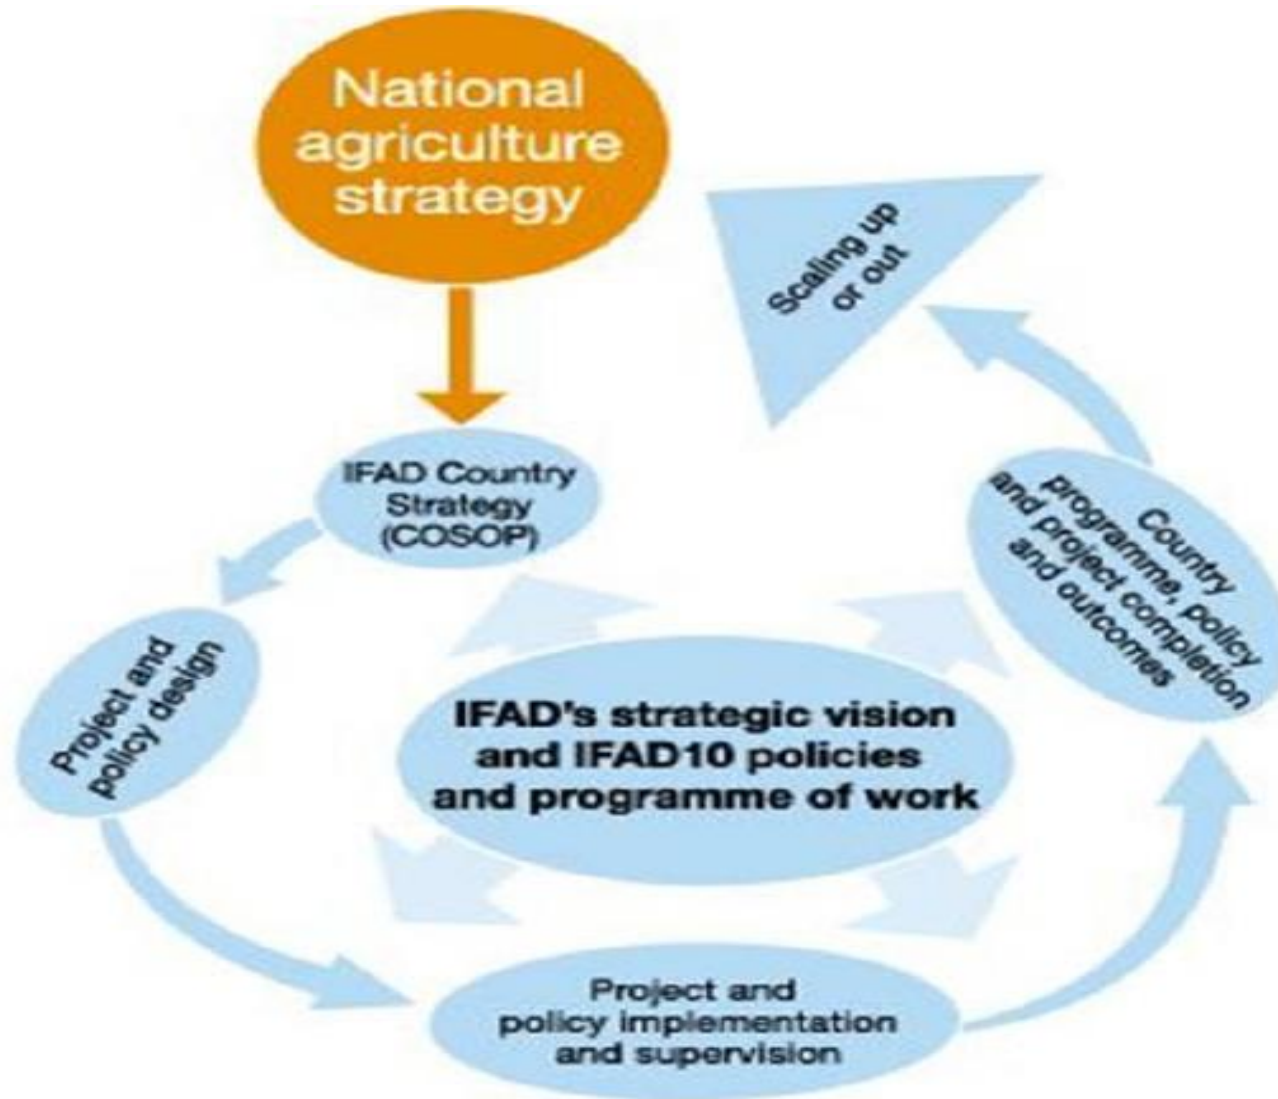 National
agriculture
strategy
Scaling up
or out
IFAD Country
Strategy
(COSOP)
Project and
policy design
IFAD's strategic vision
and IFAD10 policies
and programme of work
Country
programme, policy
and project completion
and outcomes
Project and
policy implementation
and supervision